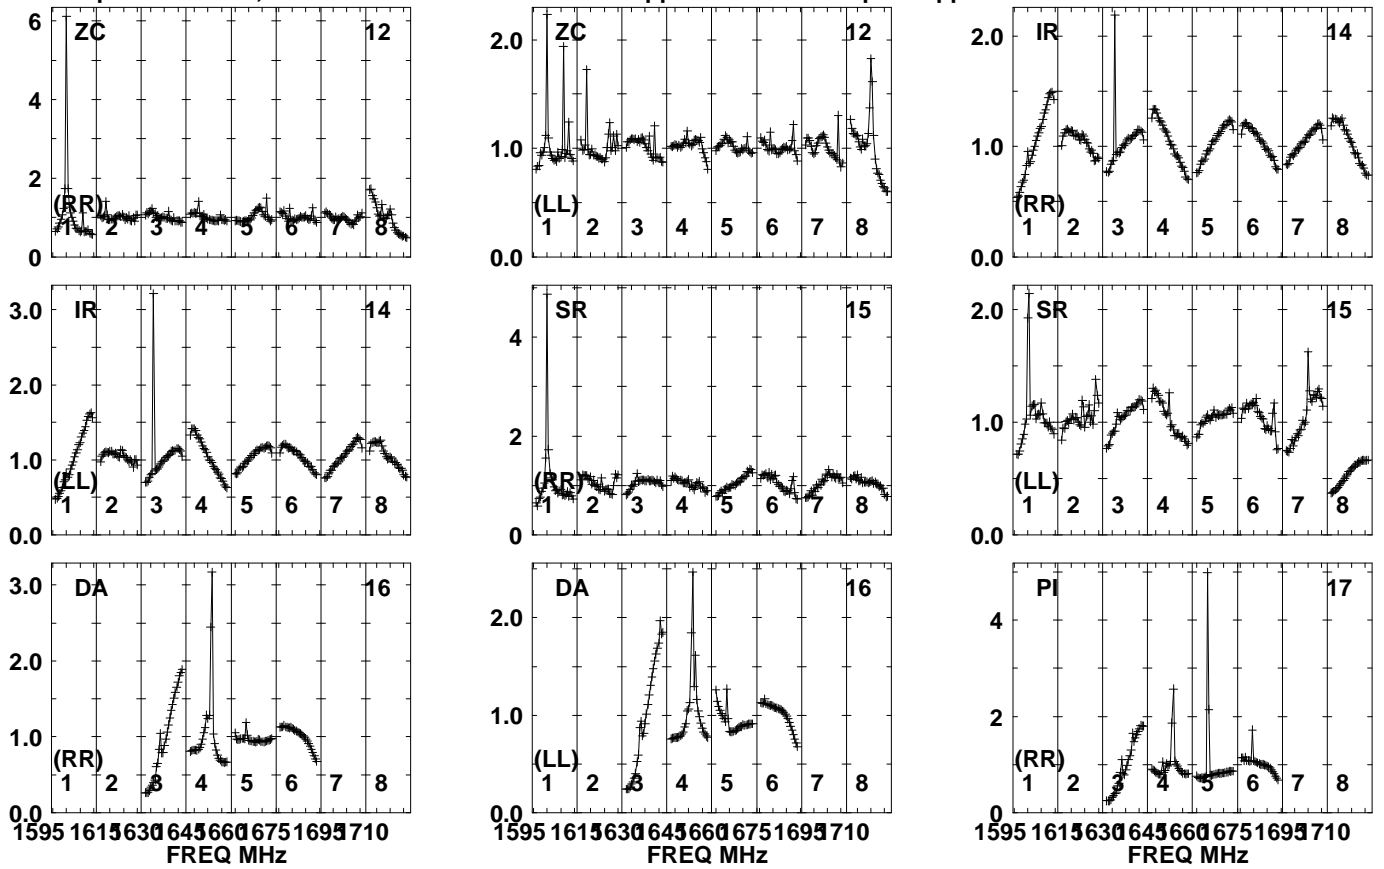 6 ZC 12
4
2
(RR)
1 2 3 4 5 6 7 8
0
2.0 ZC 12
1.0
(LL)
1 2 3 4 5 6 7 8
0.0
2.0 IR 14
1.0
(RR)
1 2 3 4 5 6 7 8
0.0
3.0 IR 14
2.0
1.0
(LL)
1 2 3 4 5 6 7 8
0.0
SR 15
4
2
(RR)
1 2 3 4 5 6 7 8
0
2.0 SR 15
1.0
(LL)
1 2 3 4 5 6 7 8
0.0
3.0 DA 16
2.0
1.0
(RR)
1 2 3 4 5 6 7 8
0.0
1595 1615 1630 1645 1660 1675 1695 1710
FREQ MHz
DA 16
2.0
1.0
(LL)
1 2 3 4 5 6 7 8
0.0
1595 1615 1630 1645 1660 1675 1695 1710
FREQ MHz
PI 17
4
2
(RR)
1 2 3 4 5 6 7 8
0
1595 1615 1630 1645 1660 1675 1695 1710
FREQ MHz